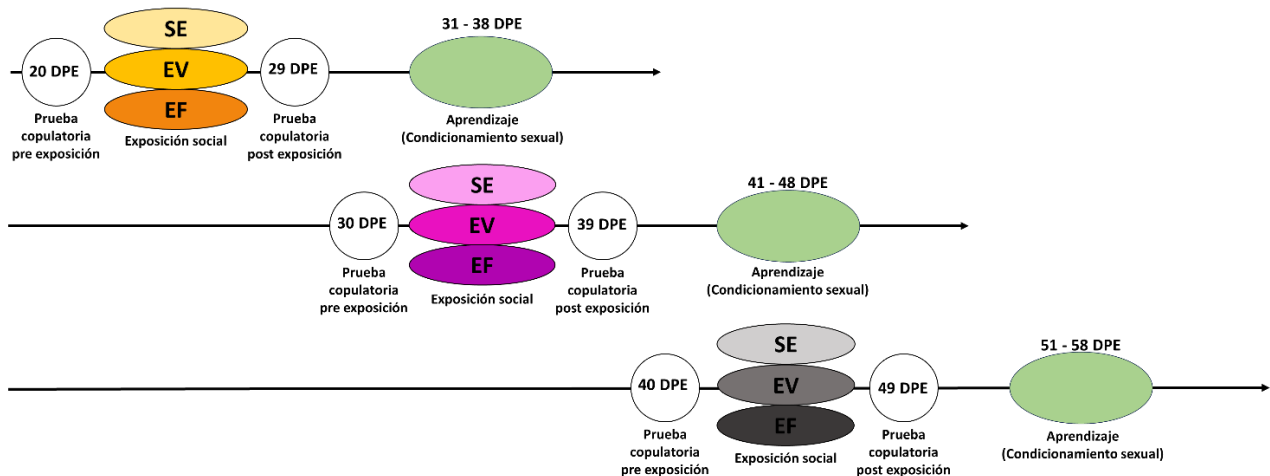 SE
EV
EF
20 DPE
29 DPE
31 - 38 DPE
Prueba
copulatoria
pre exposición
Exposición social
Prueba
copulatoria
post exposición
Aprendizaje
(Condicionamiento sexual)
SE
EV
EF
30 DPE
39 DPE
41 - 48 DPE
Prueba
copulatoria
pre exposición
Exposición social
Prueba
copulatoria
post exposición
Aprendizaje
(Condicionamiento sexual)
SE
EV
EF
40 DPE
49 DPE
51 - 58 DPE
Prueba
copulatoria
pre exposición
Exposición social
Prueba
copulatoria
post exposición
Aprendizaje
(Condicionamiento sexual)